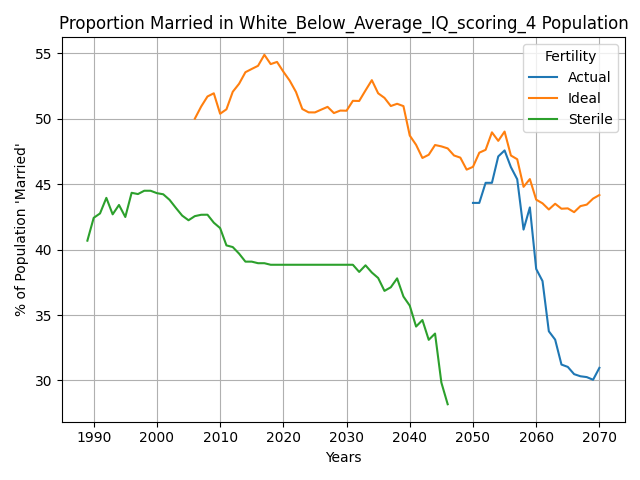 Proportion Married in White_Below_Average_IQ_scoring_4 Population
% of Population 'Married'
55
50
45
40
35
30
Fertility
Actual
Ideal
Sterile
1990 2000 2010 2020 2030 2040 2050 2060 2070
Years